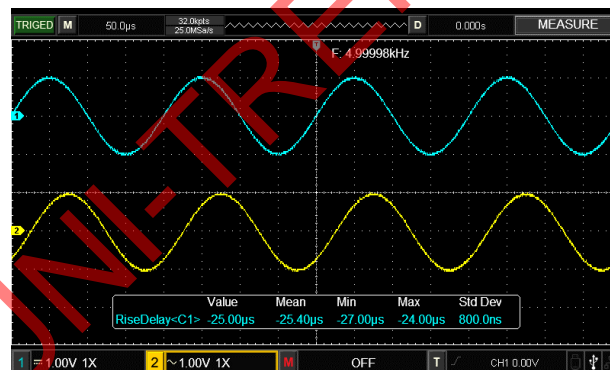 TRIGED M 50.0μs 32.0kpts 25.0MSa/s D 0.000s MEASURE
T
F: 4.99998kHz
1
2
Value Mean Min Max Std Dev
RiseDelay<C1> -25.00μs -25.40μs -27.00μs -24.00μs 800.0ns
1 1.00V 1X 2 ~1.00V 1X M OFF T CH1 0.00V
UNI-TREN